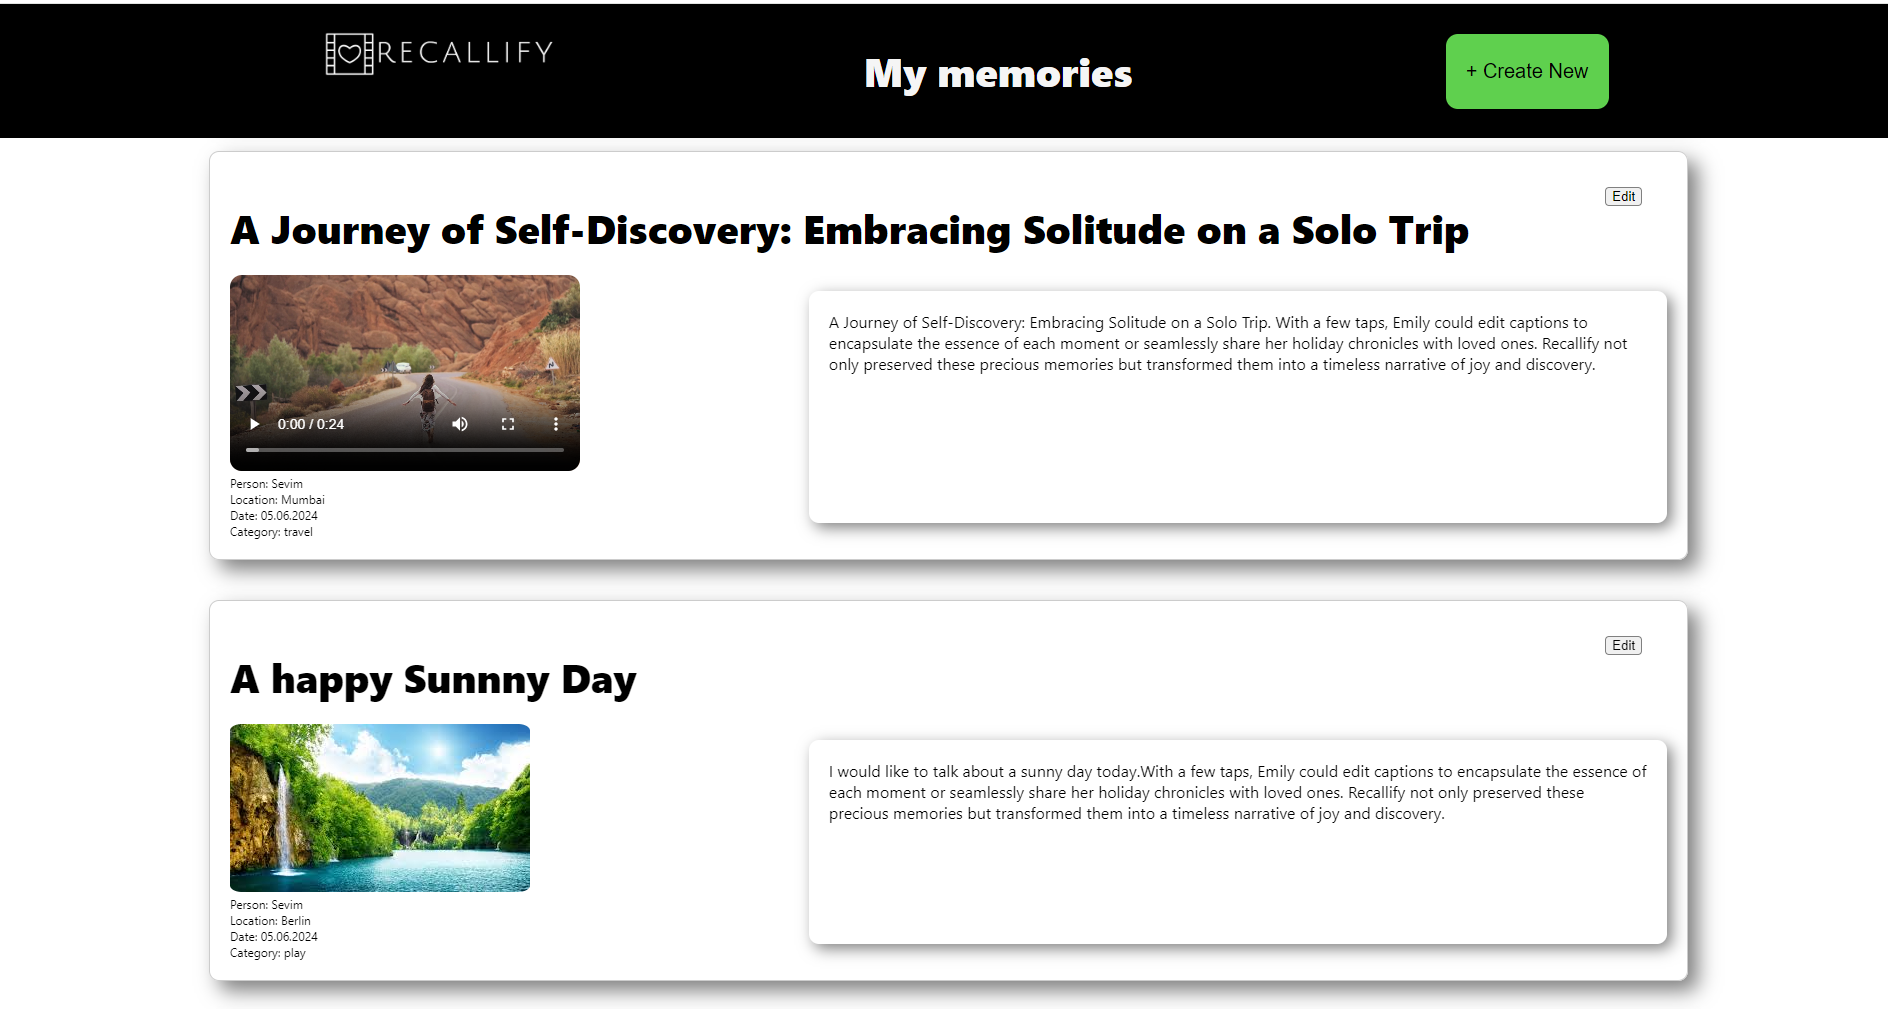 RECALLIFY
My memories
+ Create New
Edit
A Journey of Self-Discovery: Embracing Solitude on a Solo Trip
A Journey of Self-Discovery: Embracing Solitude on a Solo Trip. With a few taps, Emily could edit captions to
encapsulate the essence of each moment or seamlessly share her holiday chronicles with loved ones. Recallify not
only preserved these precious memories but transformed them into a timeless narrative of joy and discovery.
0:00 / 0:24
Person: Sevim
Location: Mumbai
Date: 05.06.2024
Category: travel
Edit
A happy Sunnny Day
I would like to talk about a sunny day today.With a few taps, Emily could edit captions to encapsulate the essence of
each moment or seamlessly share her holiday chronicles with loved ones. Recallify not only preserved these
precious memories but transformed them into a timeless narrative of joy and discovery.
Person: Sevim
Location: Berlin
Date: 05.06.2024
Category: play